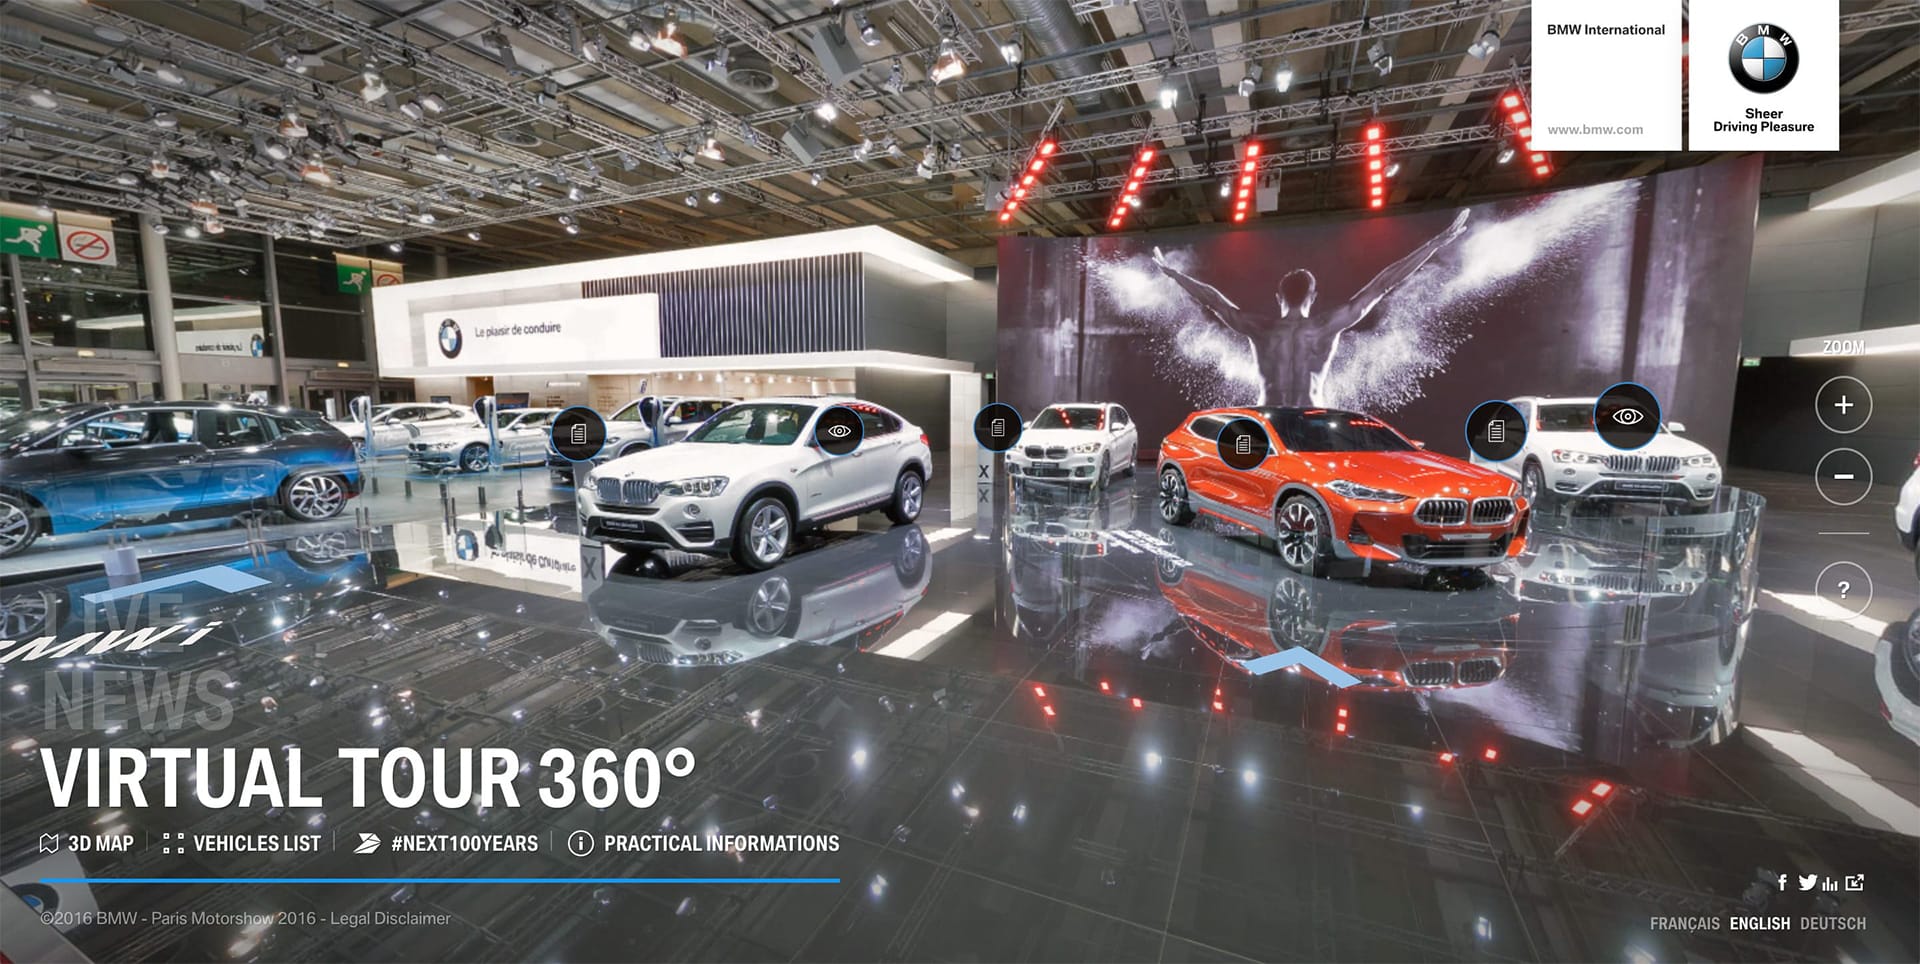 BMW International
www.bmw.com
BMW
Sheer
Driving Pleasure
Le plaisir de conduire
ZOOM
+
-
?
X
X
X
BMW i
LIVE
NEWS
VIRTUAL TOUR 360°
3D MAP
VEHICLES LIST
#NEXT100YEARS
PRACTICAL INFORMATIONS
©2016 BMW - Paris Motorshow 2016 - Legal Disclaimer
FRANÇAIS ENGLISH DEUTSCH